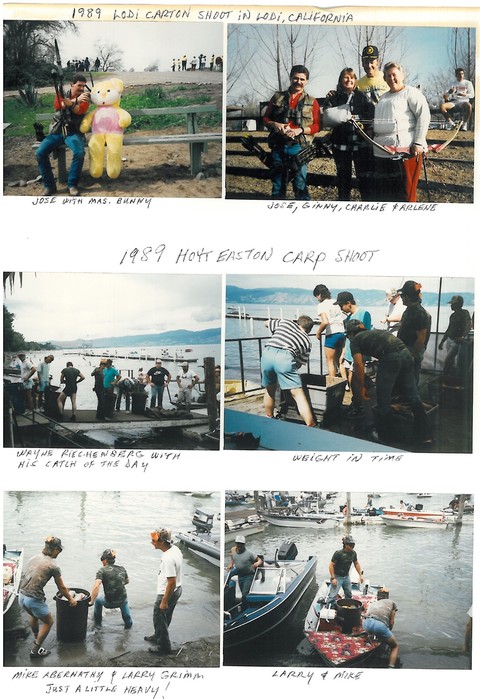 1989 LODI CARTON SHOOT IN LODI, CALIFORNIA
JOSE WITH MAS. BUNNY
JOSE, GINNY, CHARLIE & ARLENE
1989 HOYT EASTON CARP SHOOT
WAYNE RIECHENBERG WITH
HIS CATCH OF THE DAY
WEIGHT IN TIME
MIKE ABERNATHY & LARRY GRIMM
JUST A LITTLE HEAVY!
LARRY & MIKE